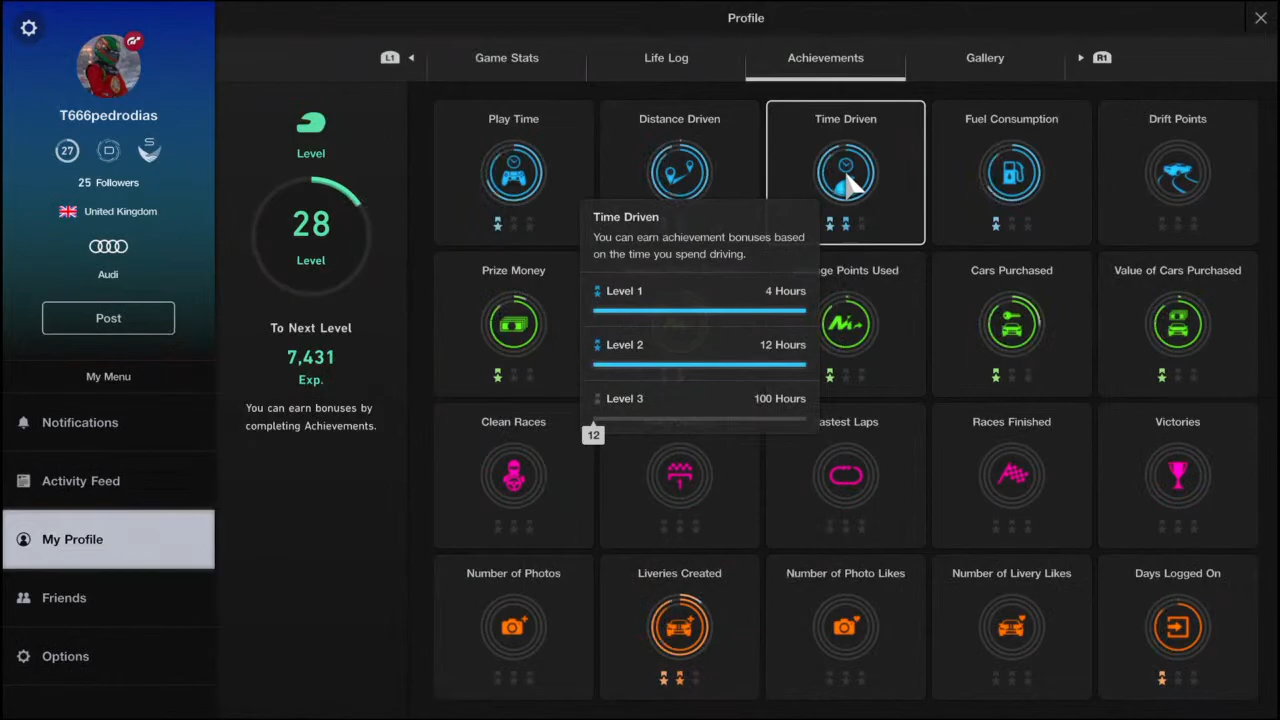 Profile
L1
Game Stats
Life Log
Achievements
Gallery
R1
T666pedrodias
27
D
S
25 Followers
United Kingdom
Audi
Post
My Menu
Notifications
Activity Feed
My Profile
Friends
Options
Level
28
Level
To Next Level
7,431
Exp.
You can earn bonuses by
completing Achievements.
Play Time
Distance Driven
Time Driven
Fuel Consumption
Drift Points
Time Driven
You can earn achievement bonuses based
on the time you spend driving.
Level 1 4 Hours
Level 2 12 Hours
Level 3 100 Hours
12
Prize Money
Points Used
Cars Purchased
Value of Cars Purchased
Clean Races
Laps
Races Finished
Victories
1
Number of Photos
Liveries Created
Number of Photo Likes
Number of Livery Likes
Days Logged On